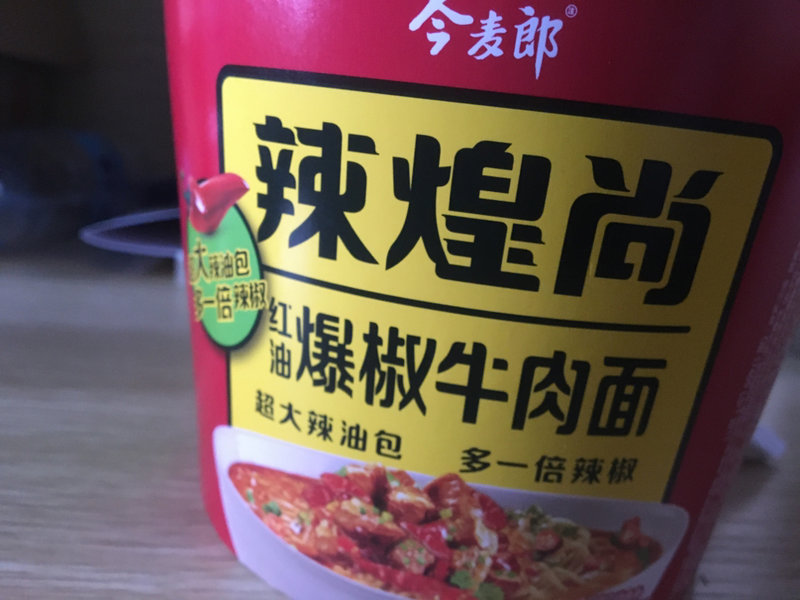 今麦郎
辣煌尚
大辣油包
多一倍辣椒
红油爆椒牛肉面
超大辣油包
多一倍辣椒